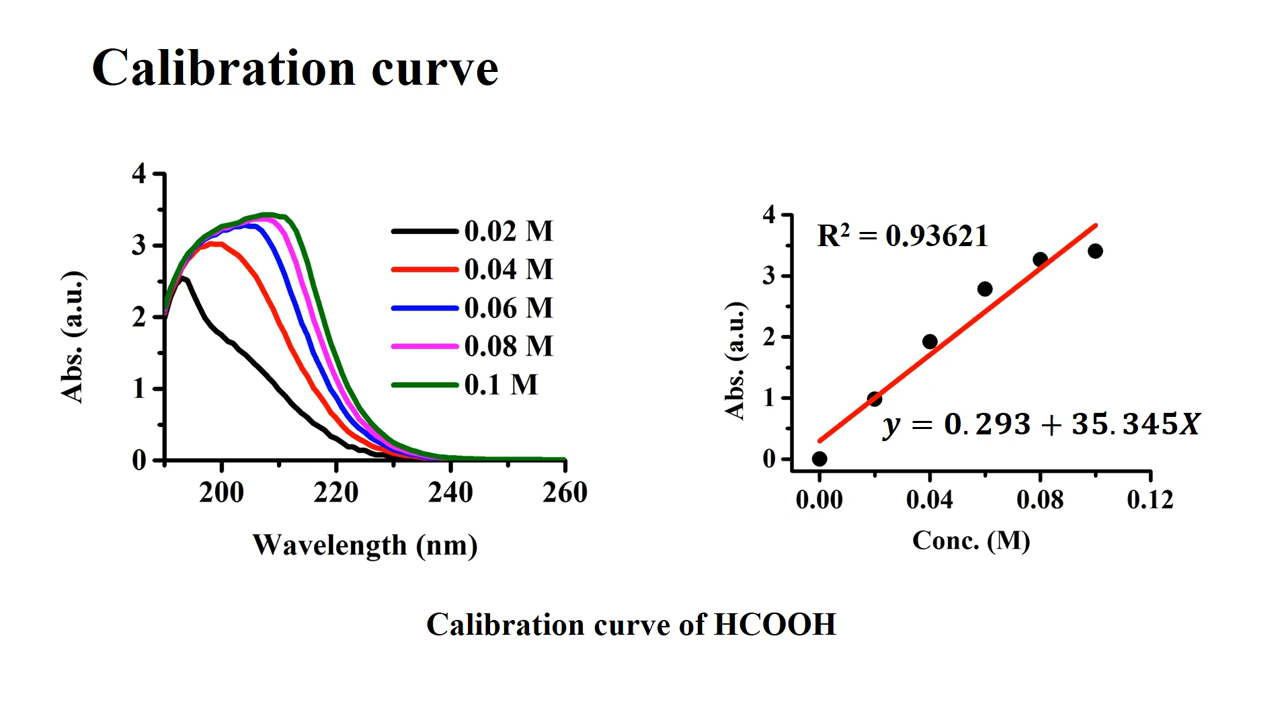 Calibration curve
4
3
2
1
0
Abs. (a.u.)
200 220 240 260
Wavelength (nm)
0.02 M
0.04 M
0.06 M
0.08 M
0.1 M
4
3
2
1
0
Abs. (a.u.)
R² = 0.93621
y = 0.293 + 35.345X
0.00 0.04 0.08 0.12
Conc. (M)
Calibration curve of HCOOH